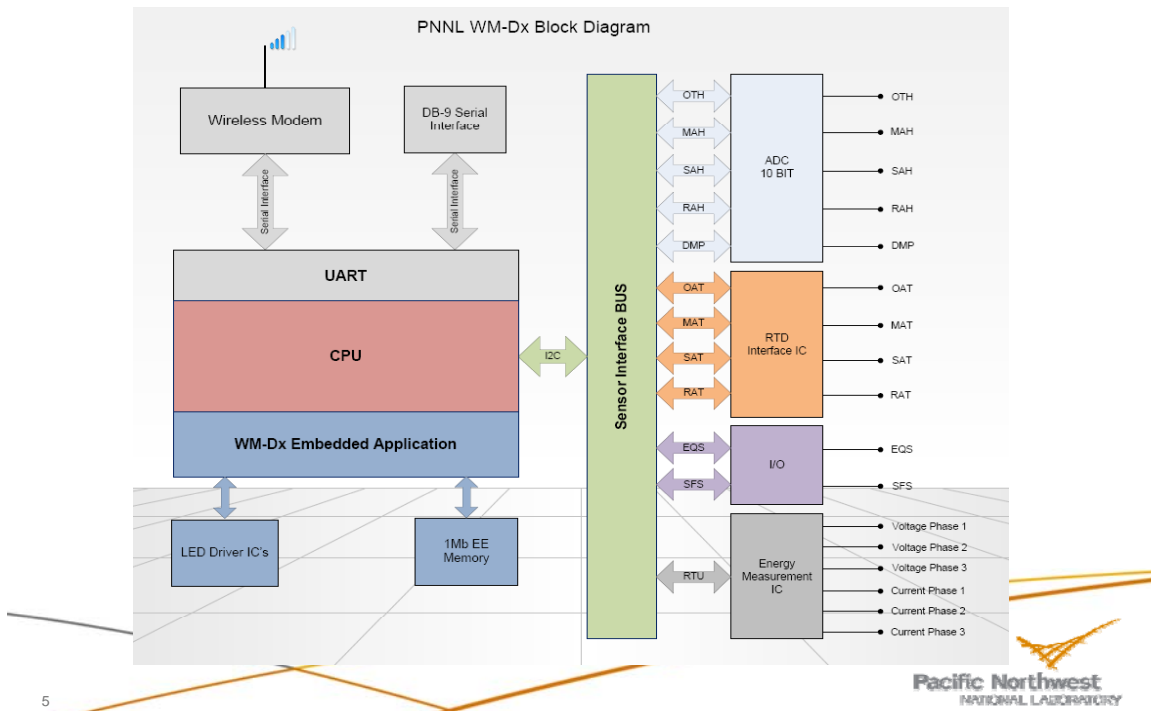 PNNL WM-Dx Block Diagram
Wireless Modem
DB-9 Serial
Interface
Serial Interface
Serial Interface
UART
CPU
WM-Dx Embedded Application
LED Driver IC's
1Mb EE
Memory
I2C
Sensor Interface BUS
OTH
MAH
SAH
RAH
DMP
OAT
MAT
SAT
RAT
EQS
SFS
RTU
ADC
10 BIT
RTD
Interface IC
I/O
Energy
Measurement
IC
OTH
MAH
SAH
RAH
DMP
OAT
MAT
SAT
RAT
EQS
SFS
Voltage Phase 1
Voltage Phase 2
Voltage Phase 3
Current Phase 1
Current Phase 2
Current Phase 3
5
Pacific Northwest
NATIONAL LABORATORY